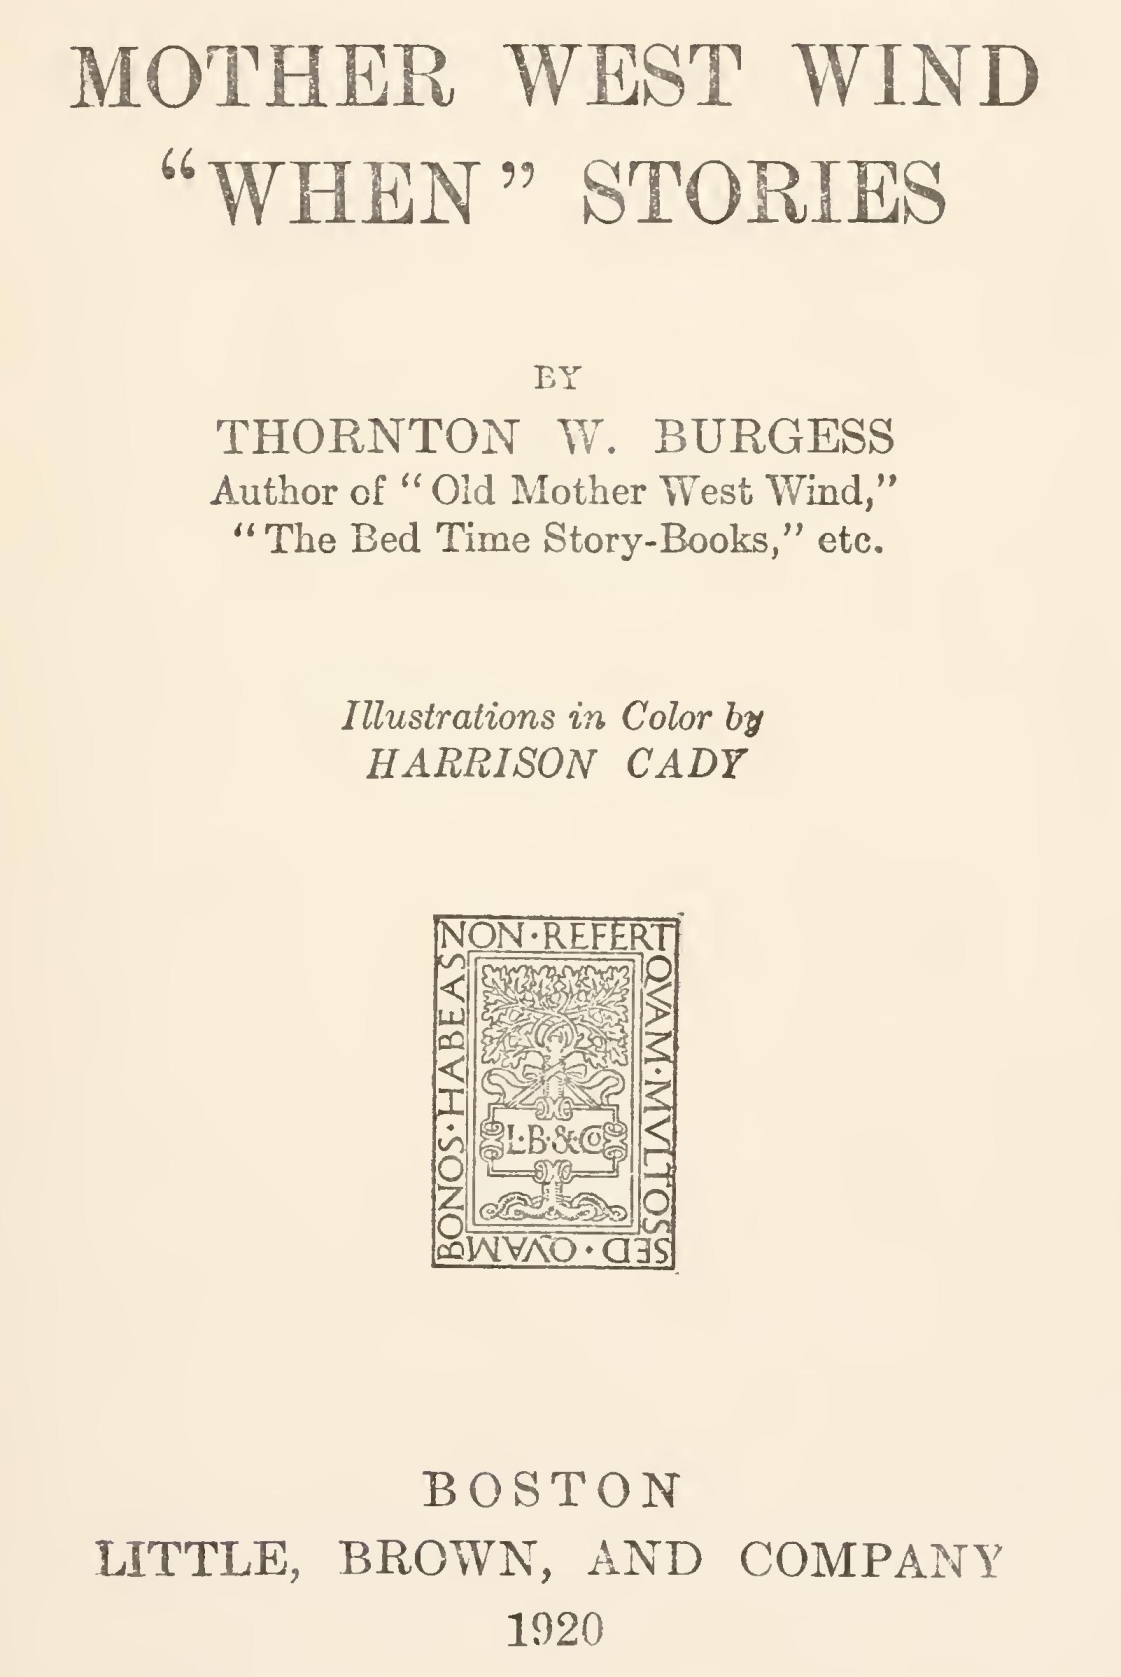 MOTHER WEST WIND
“WHEN” STORIES
BY
THORNTON W. BURGESS
Author of “Old Mother West Wind,”
“The Bed Time Story-Books,” etc.
Illustrations in Color by
HARRISON CADY
NON·REFERT
QVAM·MVLTOS
SED·QVAM
BONOS·HABEAS
L·B·&·Co
BOSTON
LITTLE, BROWN, AND COMPANY
1920